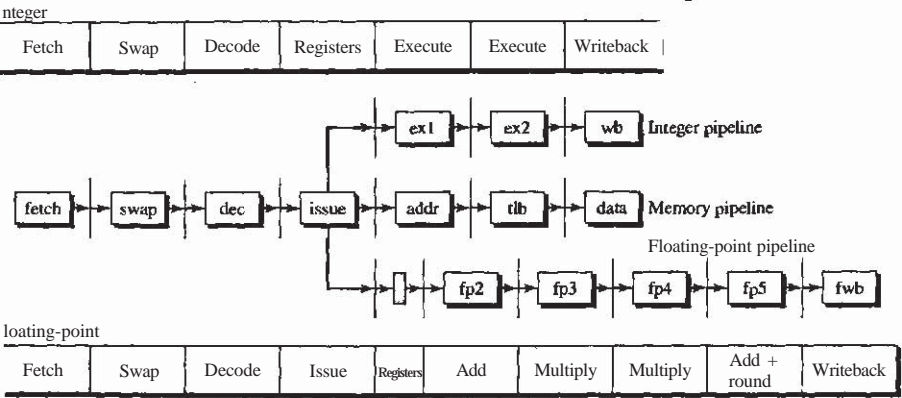 nteger
Fetch Swap Decode Registers Execute Execute Writeback
ex1 ex2 wb Integer pipeline
fetch swap dec issue addr tlb data Memory pipeline
Floating-point pipeline
fp2 fp3 fp4 fp5 fwb
loating-point
Fetch Swap Decode Issue Registers Add Multiply Multiply Add + round Writeback